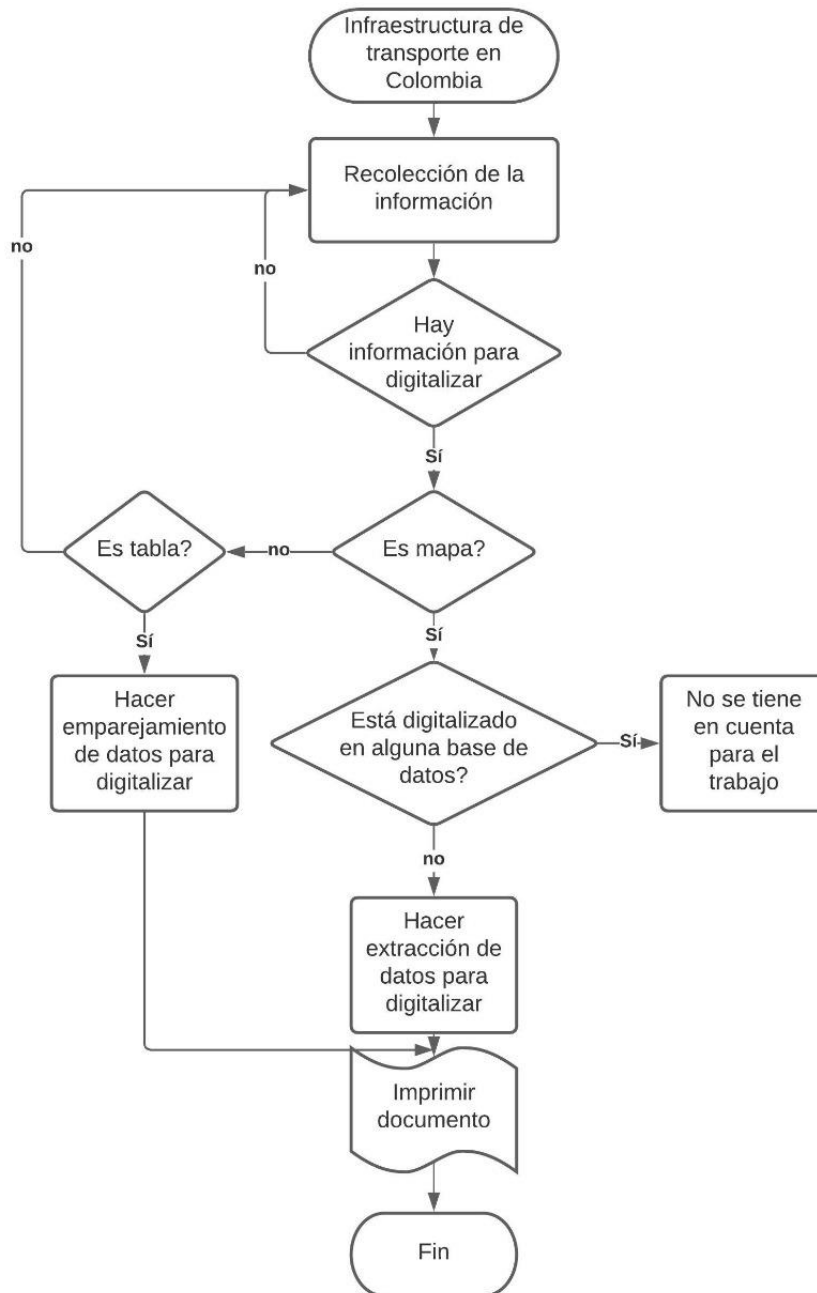 Infraestructura de
transporte en
Colombia
Recolección de la
información
no
no
Hay
información para
digitalizar
Sí
Es tabla?
no
Es mapa?
Sí
Sí
Hacer
emparejamiento
de datos para
digitalizar
Está digitalizado
en alguna base de
datos?
Sí
No se tiene
en cuenta
para el
trabajo
no
Hacer
extracción de
datos para
digitalizar
Imprimir
documento
Fin